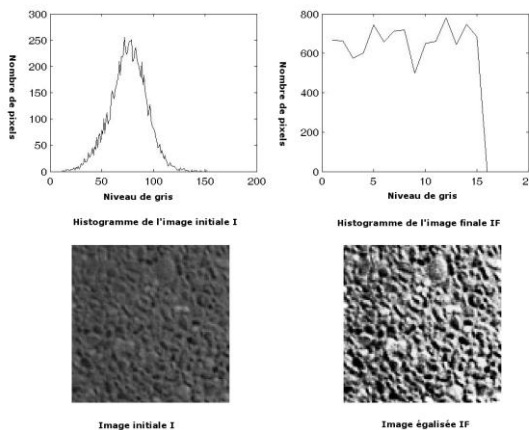 300
250
200
150
100
50
0
0 50 100 150 200
Nombre de pixels
Niveau de gris
Histogramme de l'image initiale I
800
600
400
200
0
0 5 10 15 20
Nombre de pixels
Niveau de gris
Histogramme de l'image finale IF
Image initiale I
Image égalisée IF